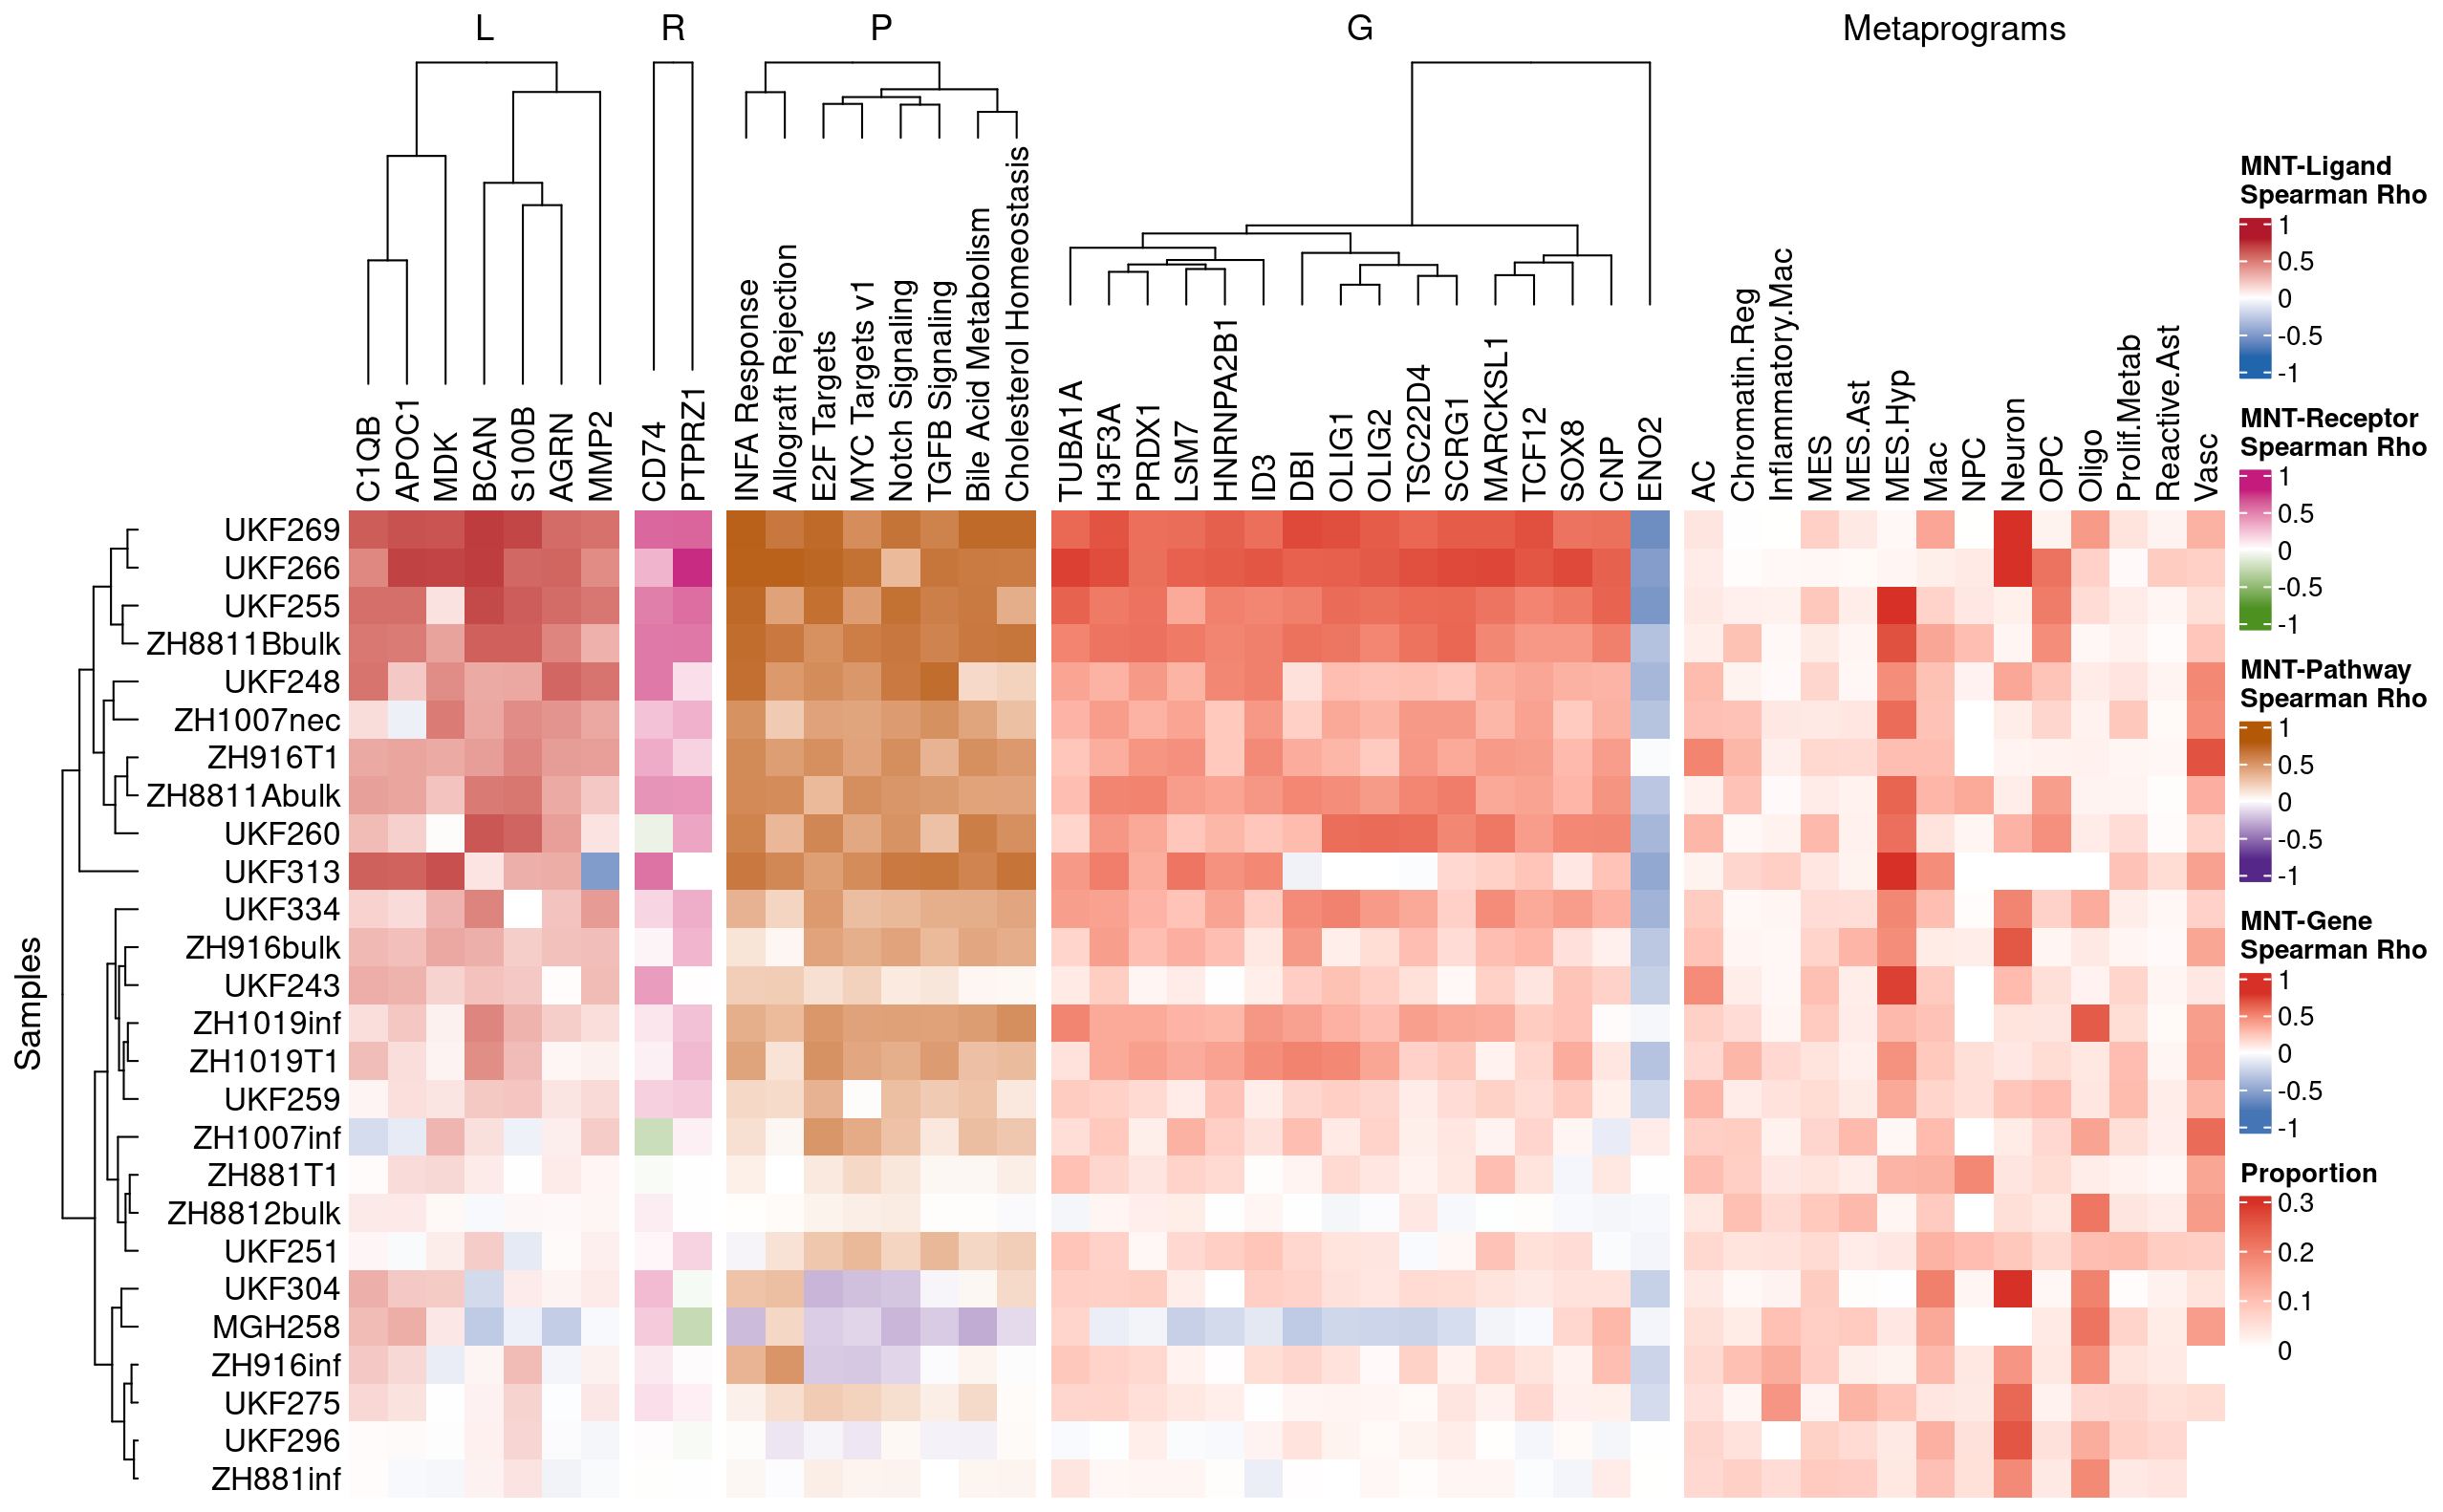 L R P G Metaprograms
MNT-Ligand
Spearman Rho
1
0.5
0
-0.5
-1
MNT-Receptor
Spearman Rho
1
0.5
0
-0.5
-1
MNT-Pathway
Spearman Rho
1
0.5
0
-0.5
-1
MNT-Gene
Spearman Rho
1
0.5
0
-0.5
-1
Proportion
0.3
0.2
0.1
0
C1QB
APOC1
MDK
BCAN
S100B
AGRN
MMP2
CD74
PTPRZ1
INFA Response
Allograft Rejection
E2F Targets
MYC Targets v1
Notch Signaling
TGFB Signaling
Bile Acid Metabolism
Cholesterol Homeostasis
TUBA1A
H3F3A
PRDX1
LSM7
HNRNPA2B1
ID3
DBI
OLIG1
OLIG2
TSC22D4
SCRG1
MARCKSL1
TCF12
SOX8
CNP
ENO2
AC
Chromatin.Reg
Inflammatory.Mac
MES
MES.Ast
MES.Hyp
Mac
NPC
Neuron
OPC
Oligo
Prolif.Metab
Reactive.Ast
Vasc
Samples
UKF269
UKF266
UKF255
ZH8811Bbulk
UKF248
ZH1007nec
ZH916T1
ZH8811Abulk
UKF260
UKF313
UKF334
ZH916bulk
UKF243
ZH1019inf
ZH1019T1
UKF259
ZH1007inf
ZH881T1
ZH8812bulk
UKF251
UKF304
MGH258
ZH916inf
UKF275
UKF296
ZH881inf